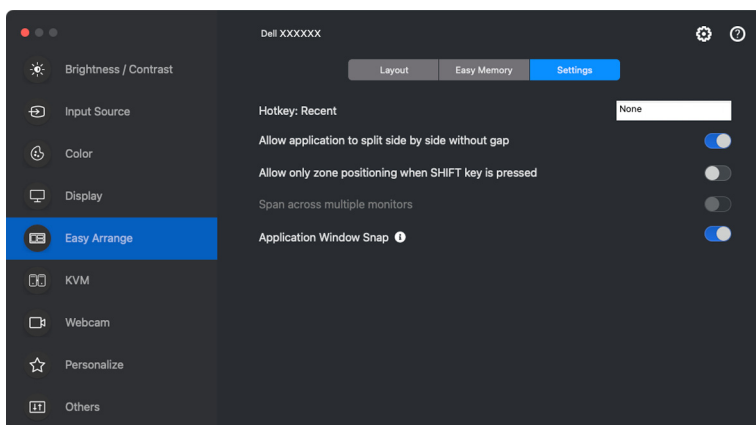 Dell XXXXXX
Brightness / Contrast
Input Source
Color
Display
Easy Arrange
KVM
Webcam
Personalize
Others
Layout
Easy Memory
Settings
Hotkey: Recent
None
Allow application to split side by side without gap
Allow only zone positioning when SHIFT key is pressed
Span across multiple monitors
Application Window Snap